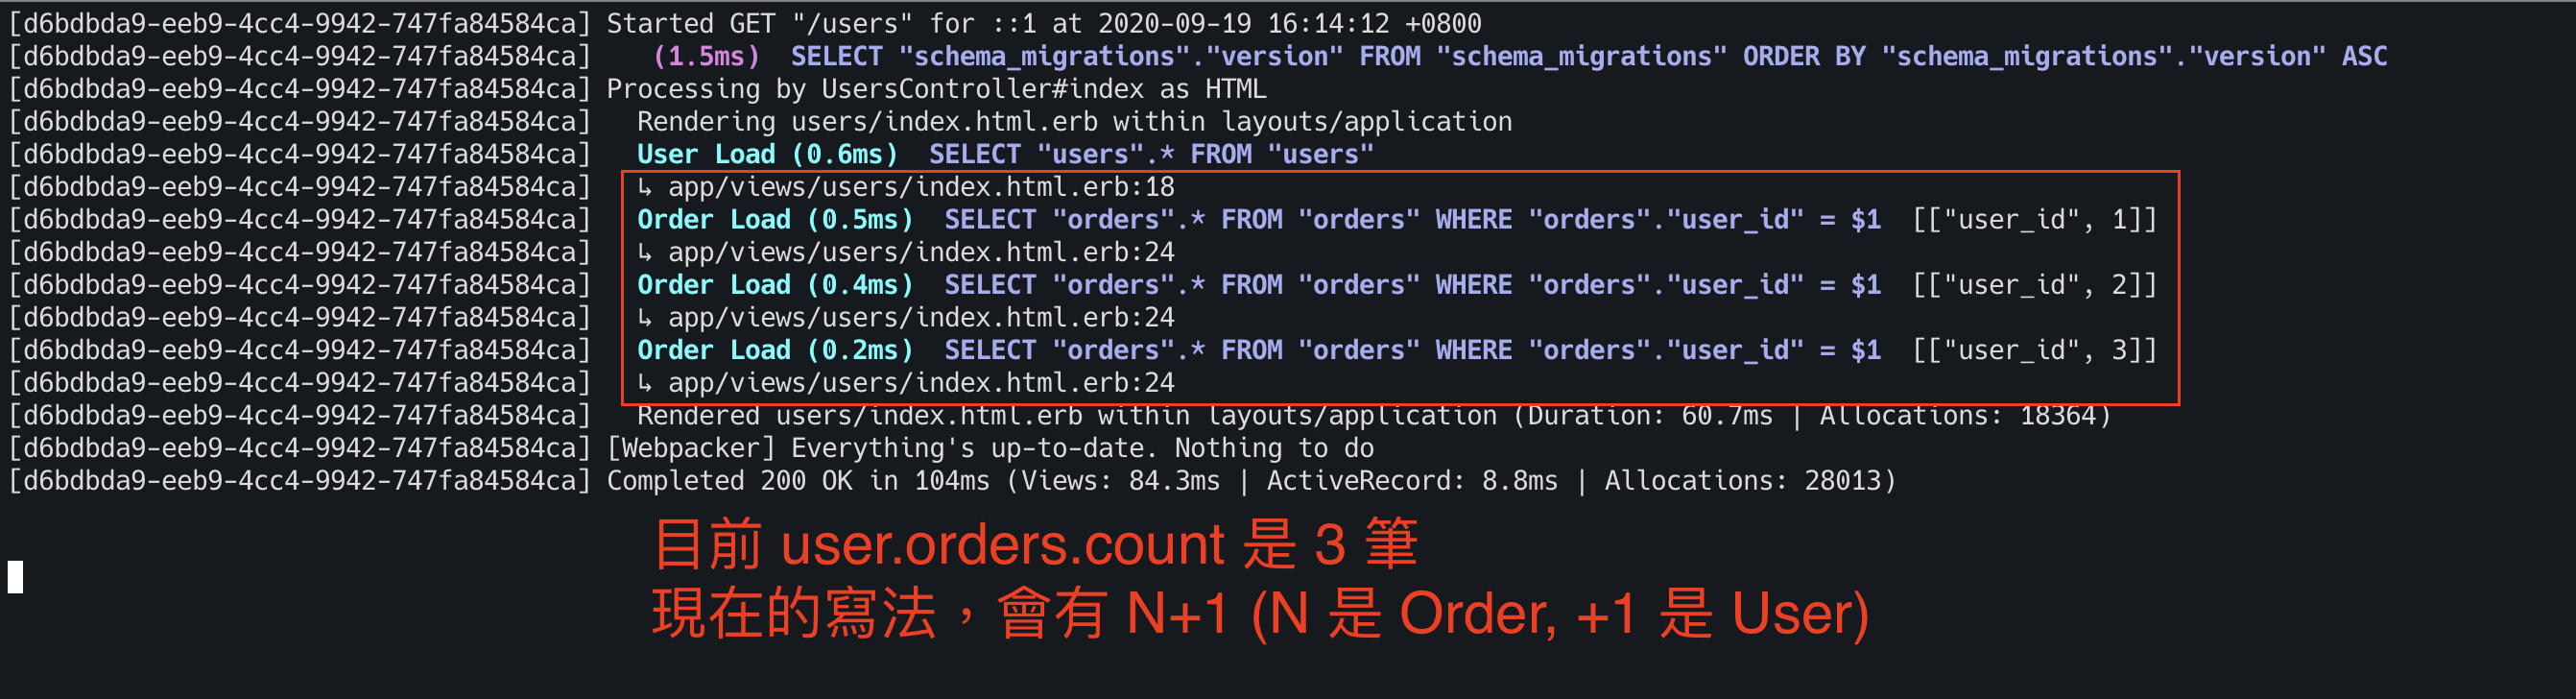 [d6bdbda9-eeb9-4cc4-9942-747fa84584ca] Started GET "/users" for ::1 at 2020-09-19 16:14:12 +0800
[d6bdbda9-eeb9-4cc4-9942-747fa84584ca]    (1.5ms)  SELECT "schema_migrations"."version" FROM "schema_migrations" ORDER BY "schema_migrations"."version" ASC
[d6bdbda9-eeb9-4cc4-9942-747fa84584ca] Processing by UsersController#index as HTML
[d6bdbda9-eeb9-4cc4-9942-747fa84584ca]   Rendering users/index.html.erb within layouts/application
[d6bdbda9-eeb9-4cc4-9942-747fa84584ca]   User Load (0.6ms)  SELECT "users".* FROM "users"
[d6bdbda9-eeb9-4cc4-9942-747fa84584ca]   ↳ app/views/users/index.html.erb:18
[d6bdbda9-eeb9-4cc4-9942-747fa84584ca]   Order Load (0.5ms)  SELECT "orders".* FROM "orders" WHERE "orders"."user_id" = $1  [["user_id", 1]]
[d6bdbda9-eeb9-4cc4-9942-747fa84584ca]   ↳ app/views/users/index.html.erb:24
[d6bdbda9-eeb9-4cc4-9942-747fa84584ca]   Order Load (0.4ms)  SELECT "orders".* FROM "orders" WHERE "orders"."user_id" = $1  [["user_id", 2]]
[d6bdbda9-eeb9-4cc4-9942-747fa84584ca]   ↳ app/views/users/index.html.erb:24
[d6bdbda9-eeb9-4cc4-9942-747fa84584ca]   Order Load (0.2ms)  SELECT "orders".* FROM "orders" WHERE "orders"."user_id" = $1  [["user_id", 3]]
[d6bdbda9-eeb9-4cc4-9942-747fa84584ca]   ↳ app/views/users/index.html.erb:24
[d6bdbda9-eeb9-4cc4-9942-747fa84584ca]   Rendered users/index.html.erb within layouts/application (Duration: 60.7ms | Allocations: 18364)
[d6bdbda9-eeb9-4cc4-9942-747fa84584ca] [Webpacker] Everything's up-to-date. Nothing to do
[d6bdbda9-eeb9-4cc4-9942-747fa84584ca] Completed 200 OK in 104ms (Views: 84.3ms | ActiveRecord: 8.8ms | Allocations: 28013)
目前 user.orders.count 是 3 筆
現在的寫法，會有 N+1 (N 是 Order, +1 是 User)